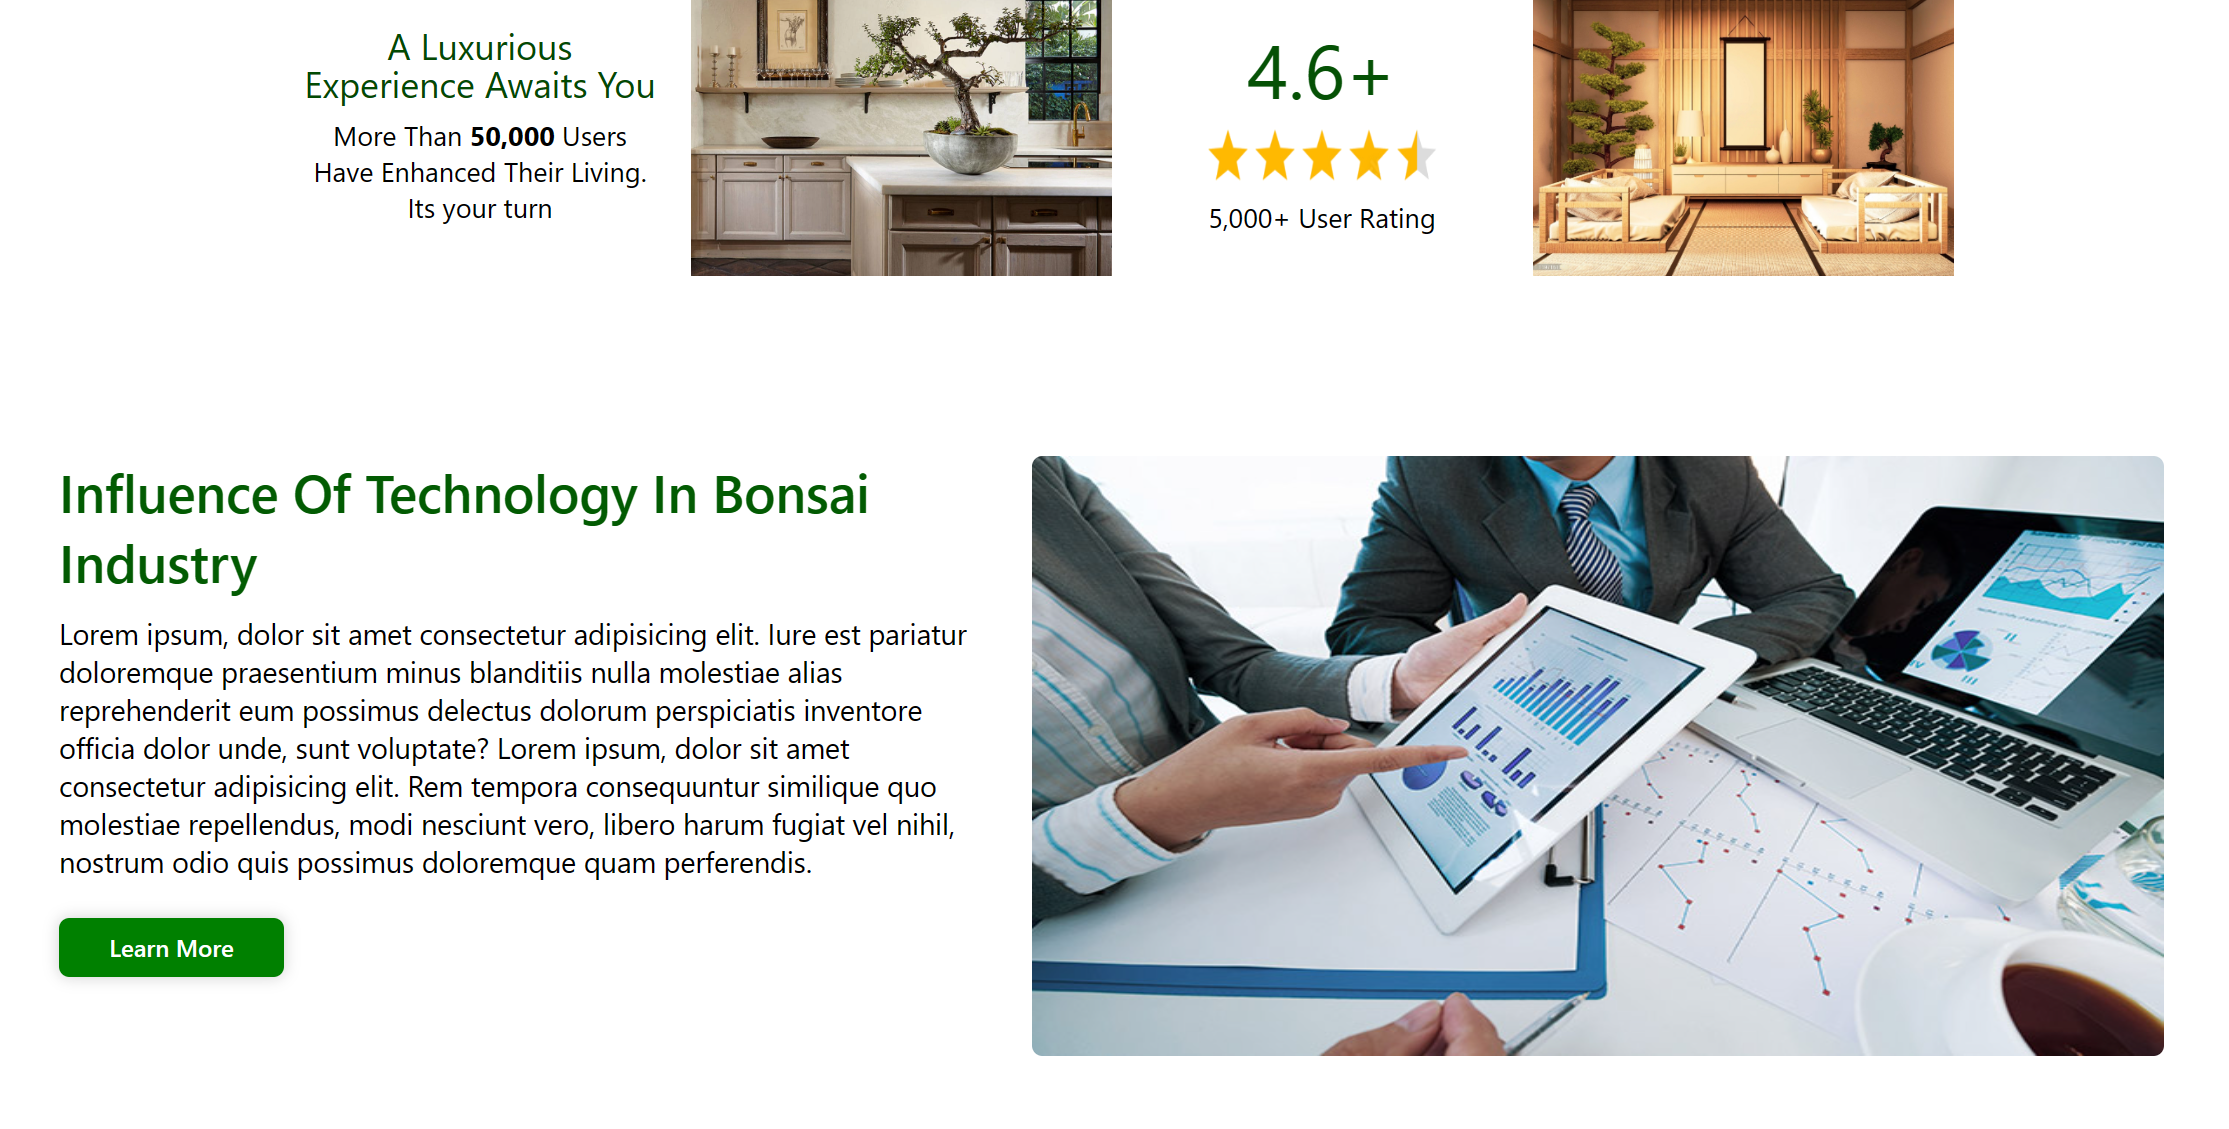 A Luxurious
Experience Awaits You
More Than 50,000 Users
Have Enhanced Their Living.
Its your turn
4.6+
5,000+ User Rating
Influence Of Technology In Bonsai
Industry
Lorem ipsum, dolor sit amet consectetur adipisicing elit. Iure est pariatur
doloremque praesentium minus blanditiis nulla molestiae alias
reprehenderit eum possimus delectus dolorum perspiciatis inventore
officia dolor unde, sunt voluptate? Lorem ipsum, dolor sit amet
consectetur adipisicing elit. Rem tempora consequuntur similique quo
molestiae repellendus, modi nesciunt vero, libero harum fugiat vel nihil,
nostrum odio quis possimus doloremque quam perferendis.
Learn More